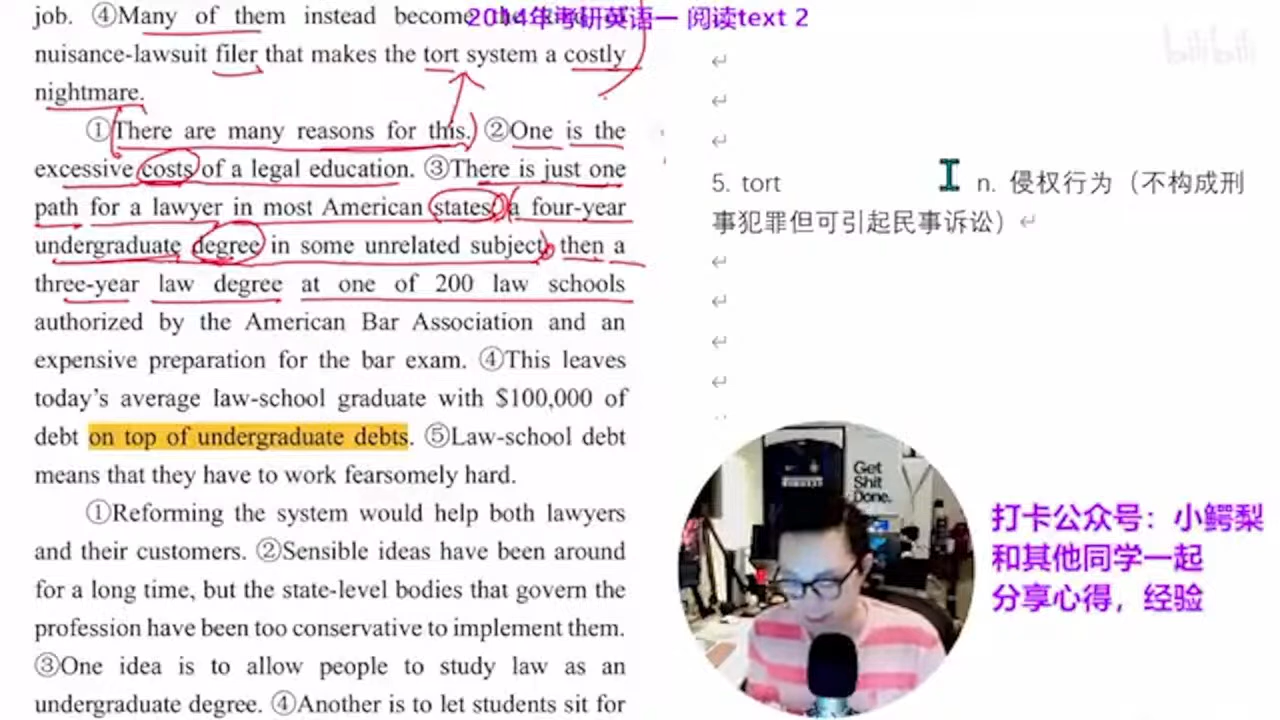 2014年考研英语一 阅读text 2
job. ④Many of them instead become the
nuisance-lawsuit filer that makes the tort system a costly
nightmare.
①There are many reasons for this. ②One is the
excessive costs of a legal education. ③There is just one
path for a lawyer in most American states: a four-year
undergraduate degree in some unrelated subject, then a
three-year law degree at one of 200 law schools
authorized by the American Bar Association and an
expensive preparation for the bar exam. ④This leaves
today's average law-school graduate with $100,000 of
debt on top of undergraduate debts. ⑤Law-school debt
means that they have to work fearsomely hard.
①Reforming the system would help both lawyers
and their customers. ②Sensible ideas have been around
for a long time, but the state-level bodies that govern the
profession have been too conservative to implement them.
③One idea is to allow people to study law as an
undergraduate degree. ④Another is to let students sit for
bilibili
5. tort n. 侵权行为（不构成刑
事犯罪但可引起民事诉讼）
Get
Shit
Done.
打卡公众号：小鳄梨
和其他同学一起
分享心得，经验